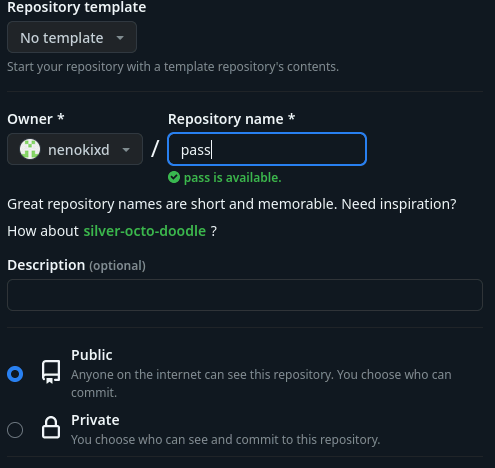 Repository template
No template
Start your repository with a template repository's contents.
Owner * Repository name *
nenokixd / pass
pass is available.
Great repository names are short and memorable. Need inspiration?
How about silver-octo-doodle ?
Description (optional)
Public
Anyone on the internet can see this repository. You choose who can
commit.
Private
You choose who can see and commit to this repository.